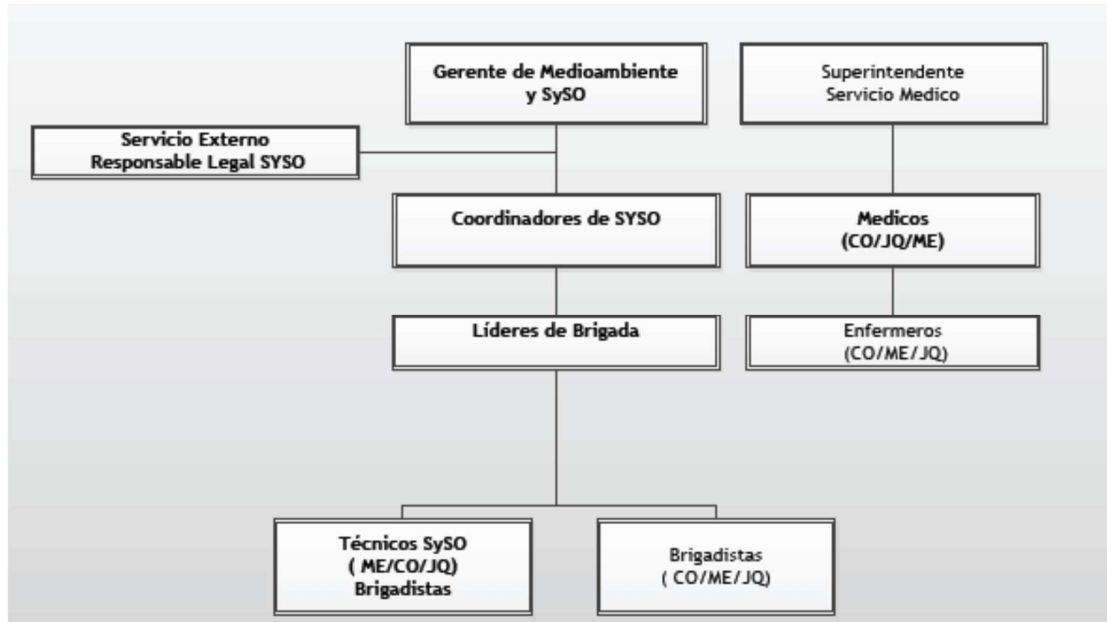 Gerente de Medioambiente
y SySO
Superintendente
Servicio Medico
Servicio Externo
Responsable Legal SYSO
Coordinadores de SYSO
Medicos
(CO/JQ/ME)
Líderes de Brigada
Enfermeros
(CO/ME/JQ)
Técnicos SySO
( ME/CO/JQ)
Brigadistas
Brigadistas
( CO/ME/JQ)